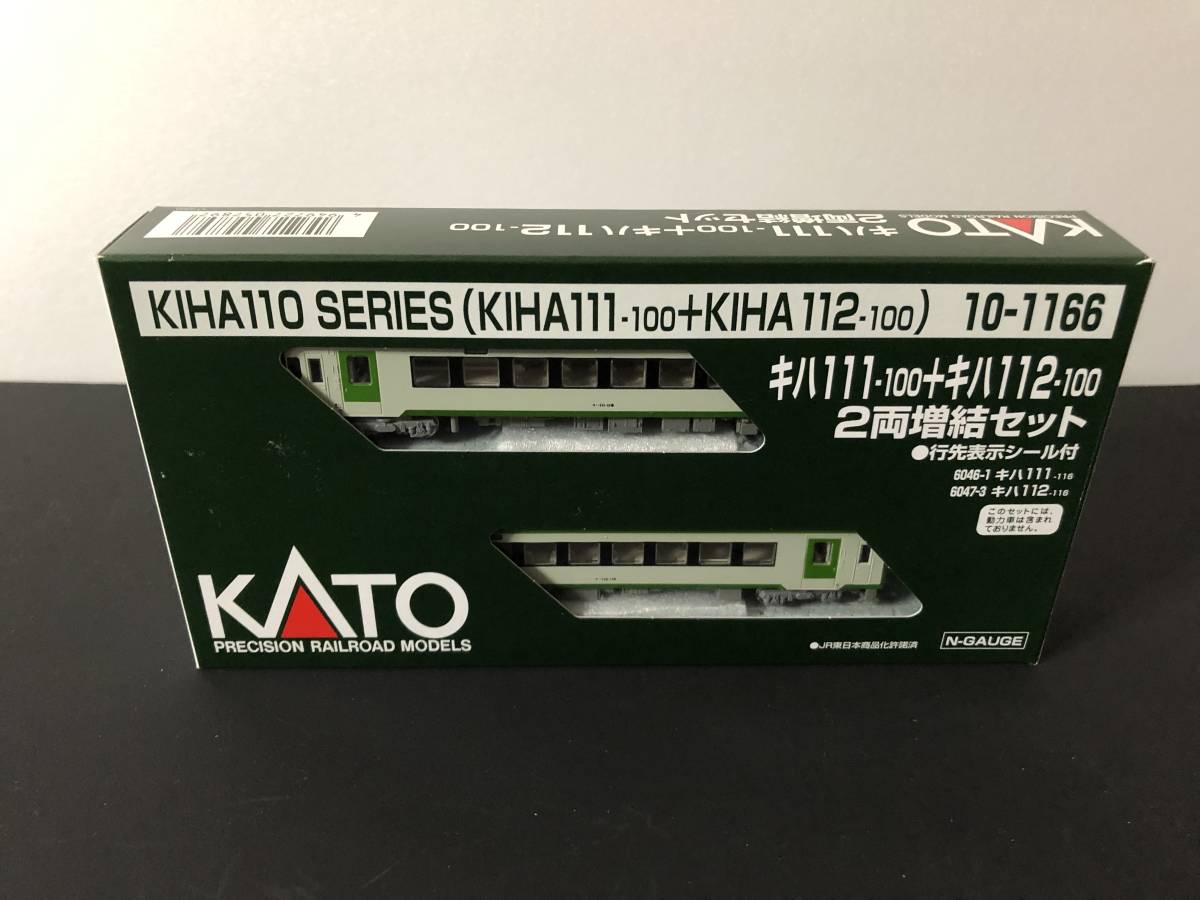 KATO
PRECISION RAILROAD MODELS
キハ111-100+キハ112-100
2両増結セット
KIHA110 SERIES (KIHA111-100+KIHA112-100) 10-1166
キハ111-100+キハ112-100
2両増結セット
●行先表示シール付
6046-1 キハ111-116
6047-3 キハ112-116
このセットには、
動力車は含まれ
ておりません。
KATO
PRECISION RAILROAD MODELS
●JR東日本商品化許諾済
N-GAUGE